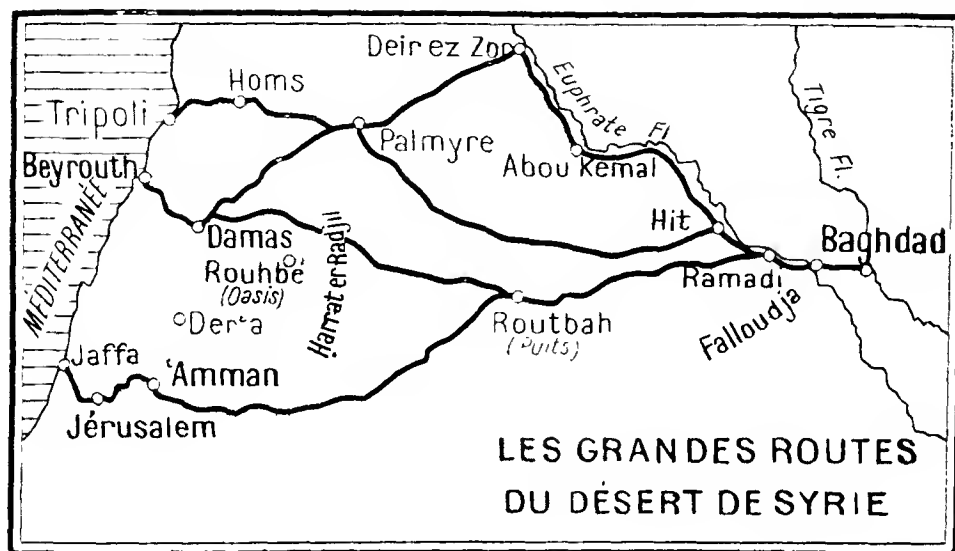 Deir ez Zor
Homs
Euphrate Fl.
Tigre Fl.
Tripoli
Palmyre
Abou Kemal
Beyrouth
MÉDITERRANÉE
Damas
Harrat er Radjil
Hit
Baghdad
Rouhbé
(Oasis)
Ramadi
Der‘a
Routbah
(Puits)
Falloudja
Jaffa
‘Amman
Jérusalem
LES GRANDES ROUTES
DU DÉSERT DE SYRIE